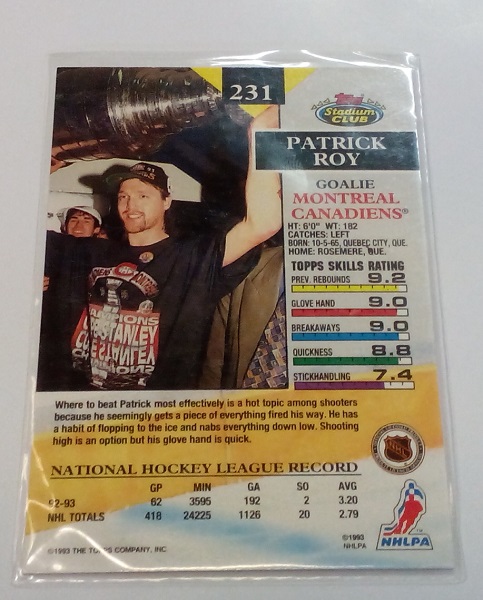 231
Topps
Stadium
CLUB
PATRICK
ROY
GOALIE
MONTREAL
CANADIENS®
HT: 6'0" WT: 182
CATCHES: LEFT
BORN: 10-5-65, QUEBEC CITY, QUE.
HOME: ROSEMERE, QUE.
TOPPS SKILLS RATING
PREV. REBOUNDS 9.2
GLOVE HAND 9.0
BREAKAWAYS 9.0
QUICKNESS 8.8
STICKHANDLING 7.4
STANLEY
Where to beat Patrick most effectively is a hot topic among shooters
because he seemingly gets a piece of everything fired his way. He has
a habit of flopping to the ice and nabs everything down low. Shooting
high is an option but his glove hand is quick.
NHL
NATIONAL HOCKEY LEAGUE RECORD
GP MIN GA SO AVG
92-93 62 3595 192 2 3.20
NHL TOTALS 418 24225 1126 20 2.79
©1993 THE TOPPS COMPANY, INC.
©1993
NHLPA
NHLPA